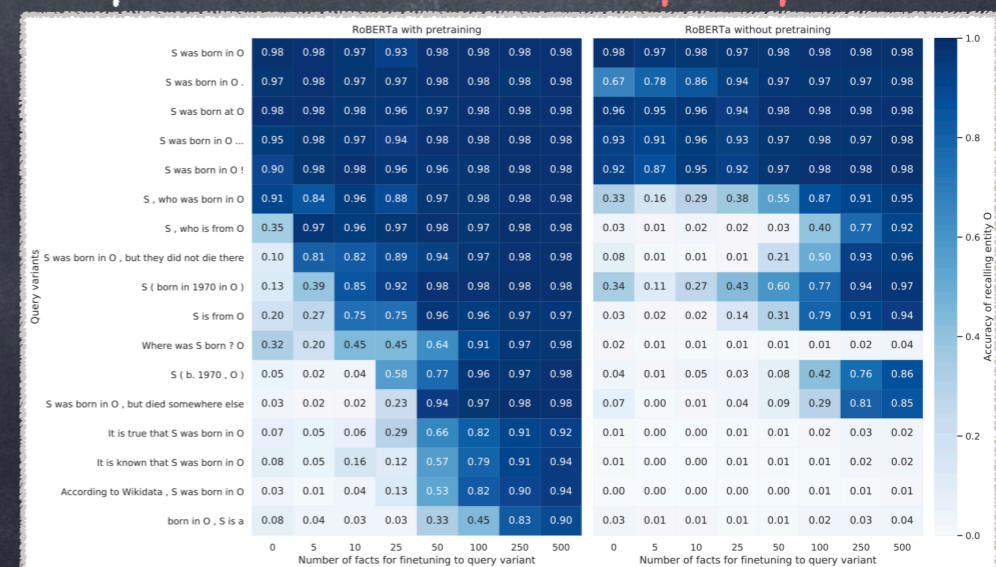 RoBERTa with pretraining RoBERTa without pretraining
S was born in O 0.98 0.98 0.97 0.93 0.98 0.98 0.98 0.98 0.98 0.97 0.98 0.97 0.98 0.98 0.98 0.98 1.0
S was born in O . 0.97 0.98 0.97 0.97 0.98 0.98 0.98 0.98 0.67 0.78 0.86 0.94 0.97 0.97 0.97 0.98
S was born at O 0.98 0.98 0.98 0.96 0.97 0.98 0.98 0.98 0.96 0.95 0.96 0.94 0.98 0.98 0.98 0.98
S was born in O ... 0.95 0.98 0.97 0.94 0.98 0.98 0.98 0.98 0.93 0.91 0.96 0.93 0.97 0.98 0.97 0.98 0.8
S was born in O ! 0.90 0.98 0.98 0.96 0.96 0.98 0.98 0.98 0.92 0.87 0.95 0.92 0.97 0.98 0.98 0.98
S , who was born in O 0.91 0.84 0.96 0.88 0.97 0.98 0.98 0.98 0.33 0.16 0.29 0.38 0.55 0.87 0.91 0.95
S , who is from O 0.35 0.97 0.96 0.97 0.98 0.97 0.98 0.98 0.03 0.01 0.02 0.02 0.03 0.40 0.77 0.92 0.6
S was born in O , but they did not die there 0.10 0.81 0.82 0.89 0.94 0.97 0.98 0.98 0.08 0.01 0.01 0.01 0.21 0.50 0.93 0.96
S ( born in 1970 in O ) 0.13 0.39 0.85 0.92 0.98 0.98 0.98 0.98 0.34 0.11 0.27 0.43 0.60 0.77 0.94 0.97
S is from O 0.20 0.27 0.75 0.75 0.96 0.96 0.97 0.97 0.03 0.02 0.02 0.14 0.31 0.79 0.91 0.94
Where was S born ? O 0.32 0.20 0.45 0.45 0.64 0.91 0.97 0.98 0.02 0.01 0.01 0.01 0.01 0.01 0.02 0.04 0.4
S ( b. 1970 , O ) 0.05 0.02 0.04 0.58 0.77 0.96 0.97 0.98 0.04 0.01 0.05 0.03 0.08 0.42 0.76 0.86
S was born in O , but died somewhere else 0.03 0.02 0.02 0.23 0.94 0.97 0.98 0.98 0.07 0.00 0.01 0.04 0.09 0.29 0.81 0.85
It is true that S was born in O 0.07 0.05 0.06 0.29 0.66 0.82 0.91 0.92 0.01 0.00 0.00 0.01 0.01 0.02 0.03 0.02 0.2
It is known that S was born in O 0.08 0.05 0.16 0.12 0.57 0.79 0.91 0.94 0.01 0.00 0.00 0.01 0.01 0.01 0.02 0.02
According to Wikidata , S was born in O 0.03 0.01 0.04 0.13 0.53 0.82 0.90 0.94 0.00 0.00 0.00 0.00 0.01 0.00 0.01 0.01
born in O , S is a 0.08 0.04 0.03 0.03 0.33 0.45 0.83 0.90 0.03 0.01 0.01 0.01 0.01 0.02 0.03 0.04
0.0
0 5 10 25 50 100 250 500 0 5 10 25 50 100 250 500
Number of facts for finetuning to query variant Number of facts for finetuning to query variant
Query variants
Accuracy of recalling entity O